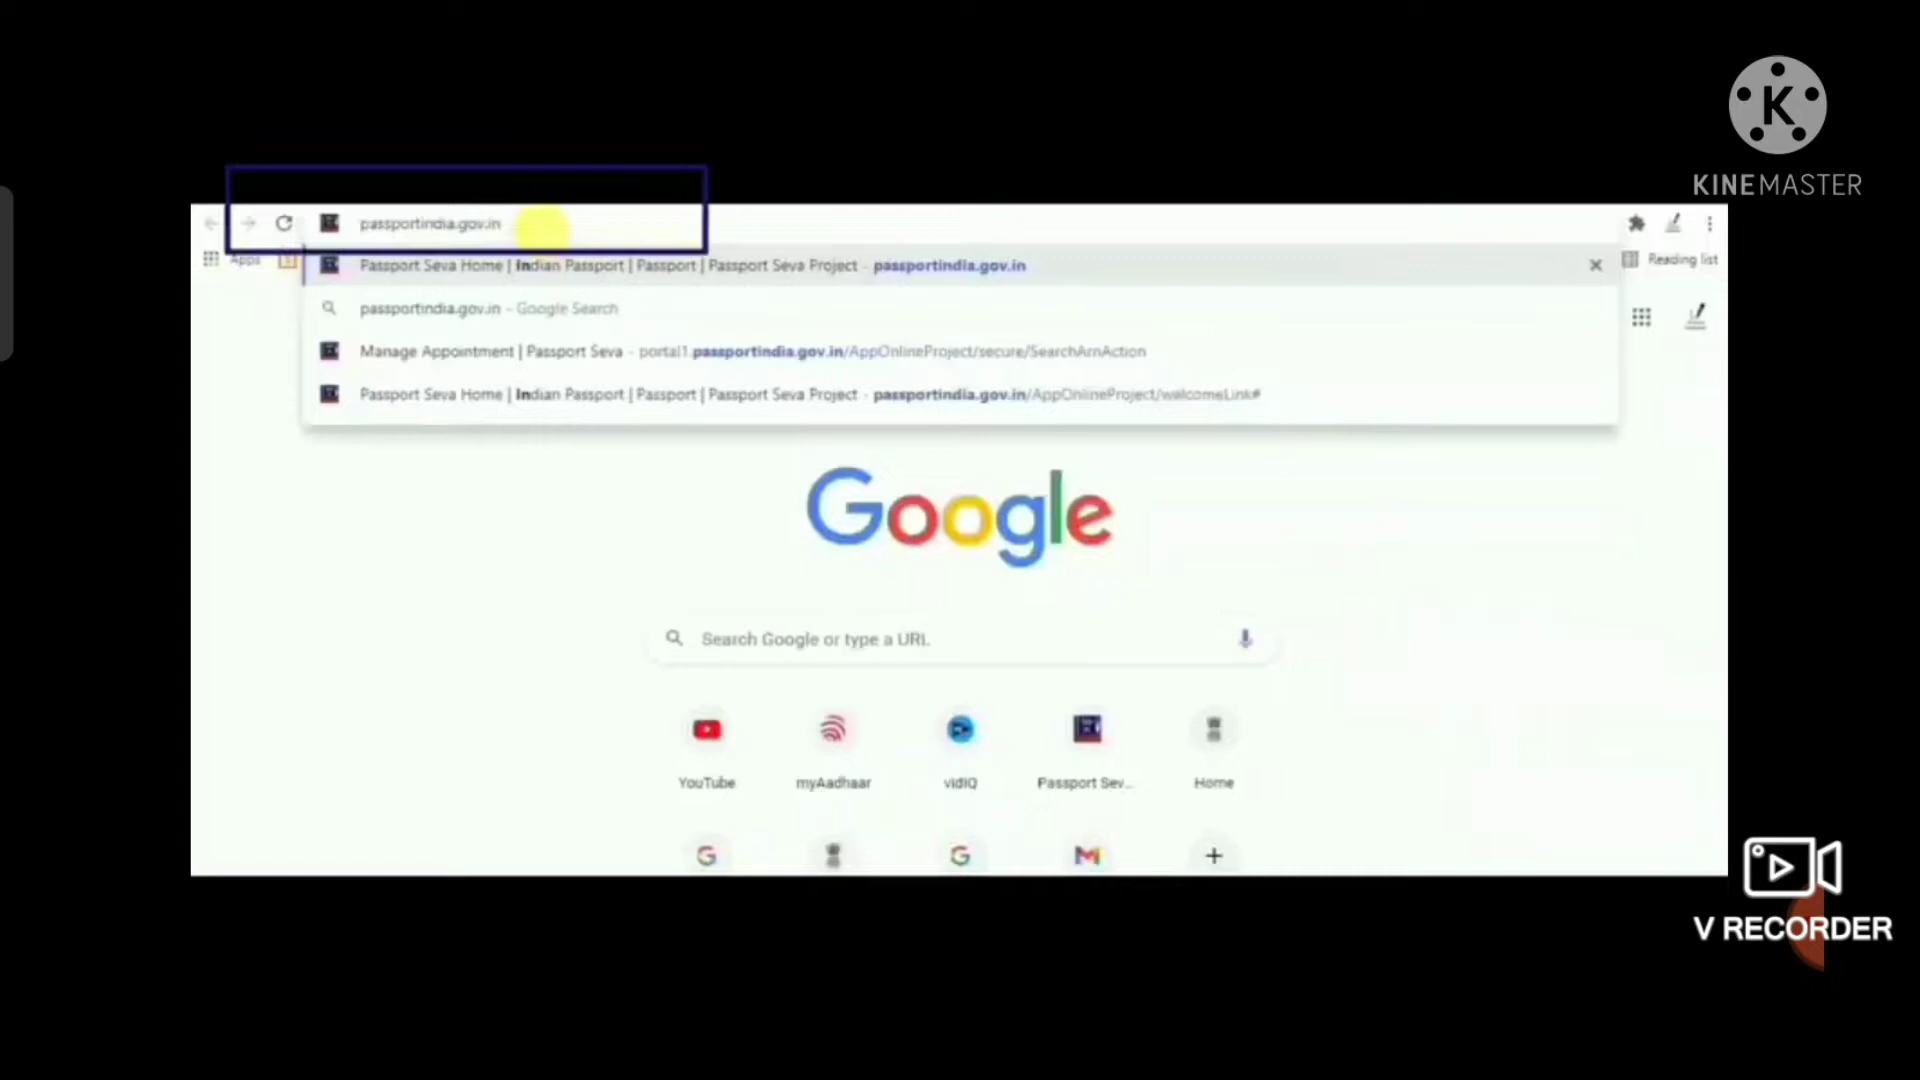 K
KINEMASTER
passportindia.gov.in
Apps
Passport Seva Home | Indian Passport | Passport | Passport Seva Project - passportindia.gov.in
Reading list
passportindia.gov.in - Google Search
Manage Appointment | Passport Seva - portal1.passportindia.gov.in/AppOnlineProject/secure/SearchArnAction
Passport Seva Home | Indian Passport | Passport | Passport Seva Project - passportindia.gov.in/AppOnlineProject/welcomeLink#
Google
Search Google or type a URL
YouTube
myAadhaar
vidIQ
Passport Sev...
Home
V RECORDER